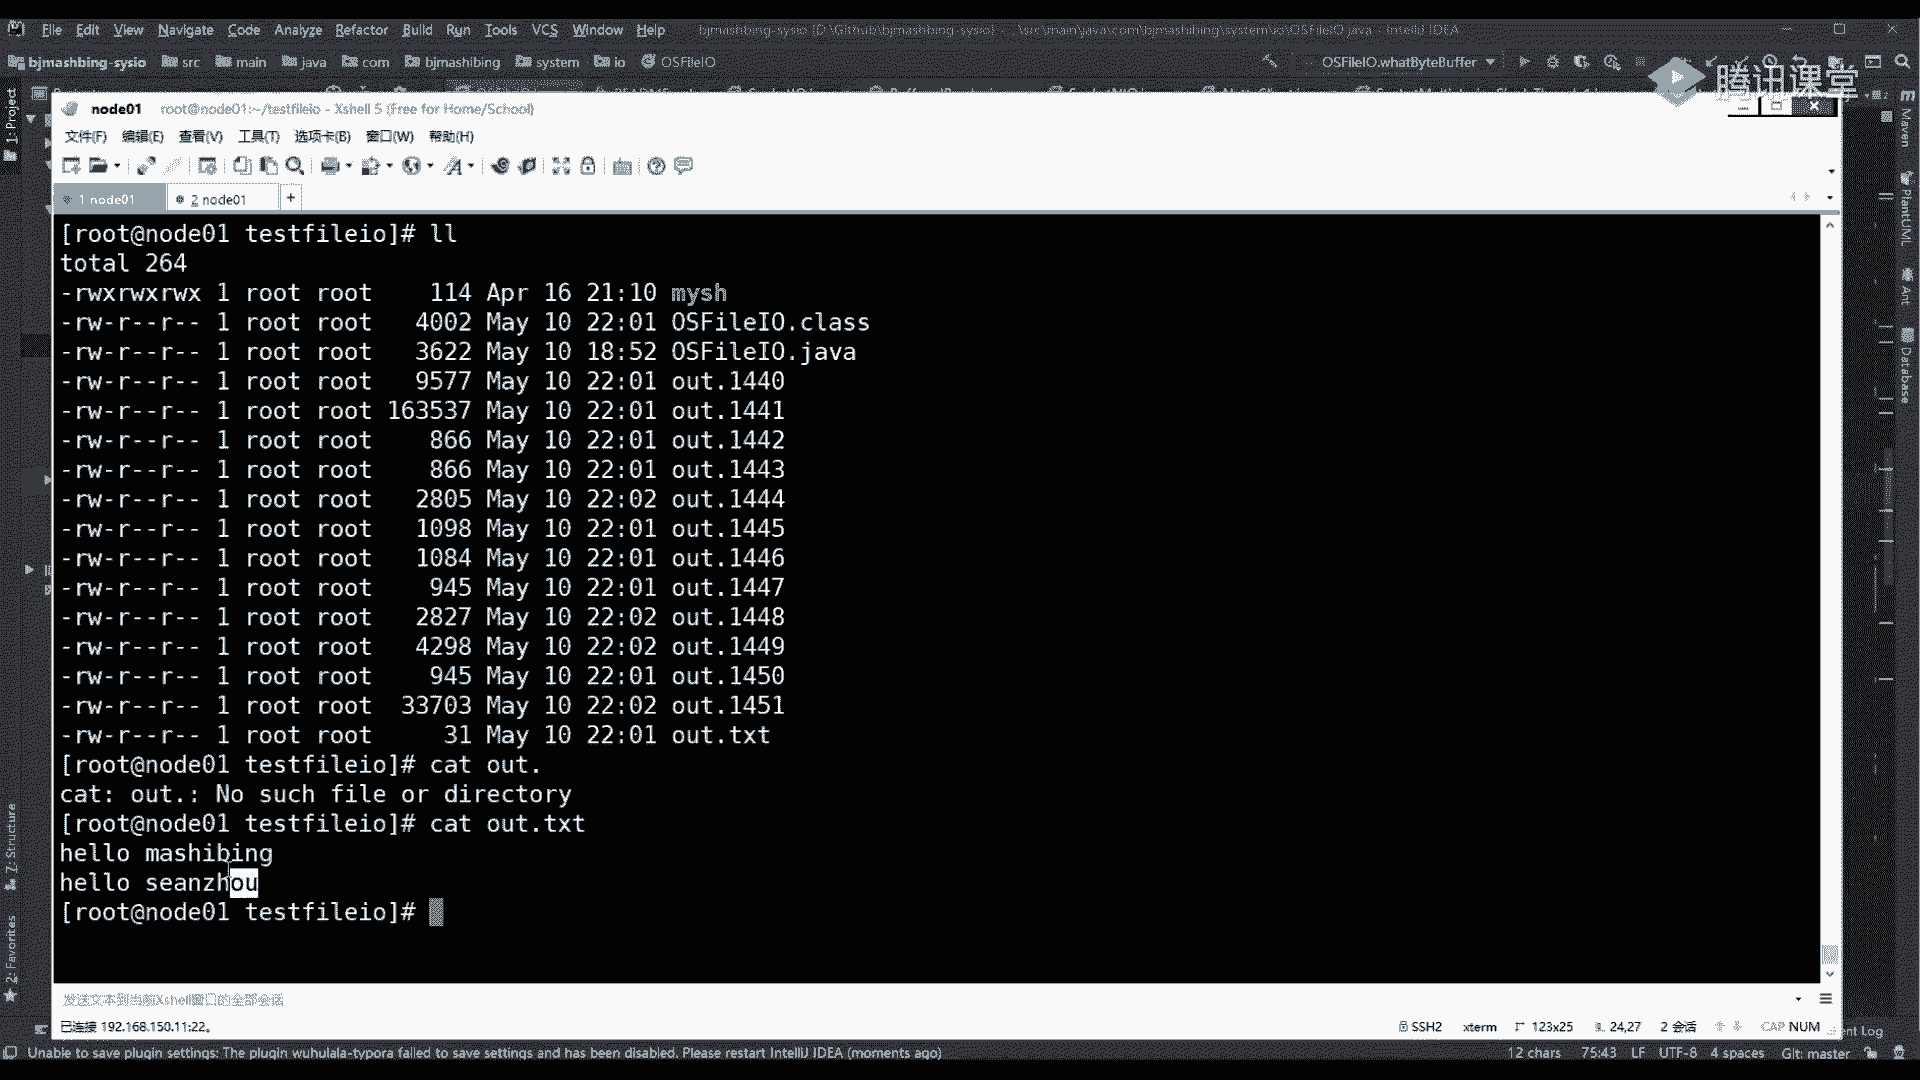 File Edit View Navigate Code Analyze Refactor Build Run Tools VCS Window Help bjmashbing-sysio [D:\Github\bjmashbing-sysio] - ...\src\main\java\com\bjmashbing\system\io\OSFileIO.java - IntelliJ IDEA
bjmashbing-sysio src main java com bjmashbing system io OSFileIO OSFileIO.whatByteBuffer
腾讯课堂
node01 root@node01:~/testfileio - Xshell 5 (Free for Home/School)
文件(F) 编辑(E) 查看(V) 工具(T) 选项卡(B) 窗口(W) 帮助(H)
1 node01 2 node01 +
[root@node01 testfileio]# ll
total 264
-rwxrwxrwx 1 root root    114 Apr 16 21:10 mysh
-rw-r--r-- 1 root root   4002 May 10 22:01 OSFileIO.class
-rw-r--r-- 1 root root   3622 May 10 18:52 OSFileIO.java
-rw-r--r-- 1 root root   9577 May 10 22:01 out.1440
-rw-r--r-- 1 root root 163537 May 10 22:01 out.1441
-rw-r--r-- 1 root root    866 May 10 22:01 out.1442
-rw-r--r-- 1 root root    866 May 10 22:01 out.1443
-rw-r--r-- 1 root root   2805 May 10 22:02 out.1444
-rw-r--r-- 1 root root   1098 May 10 22:01 out.1445
-rw-r--r-- 1 root root   1084 May 10 22:01 out.1446
-rw-r--r-- 1 root root    945 May 10 22:01 out.1447
-rw-r--r-- 1 root root   2827 May 10 22:02 out.1448
-rw-r--r-- 1 root root   4298 May 10 22:02 out.1449
-rw-r--r-- 1 root root    945 May 10 22:01 out.1450
-rw-r--r-- 1 root root  33703 May 10 22:02 out.1451
-rw-r--r-- 1 root root     31 May 10 22:01 out.txt
[root@node01 testfileio]# cat out.
cat: out.: No such file or directory
[root@node01 testfileio]# cat out.txt
hello mashibing
hello seanzhou
[root@node01 testfileio]#
发送文本到当前Xshell窗口的全部会话
已连接 192.168.150.11:22。 SSH2 xterm 123x25 24,27 2 会话 CAP NUM
Unable to save plugin settings: The plugin wuhulala-typora failed to save settings and has been disabled. Please restart IntelliJ IDEA (moments ago) 12 chars 75:43 LF UTF-8 4 spaces Git: master
1: Project
7: Structure
2: Favorites
Maven
PlantUML
Ant
Database